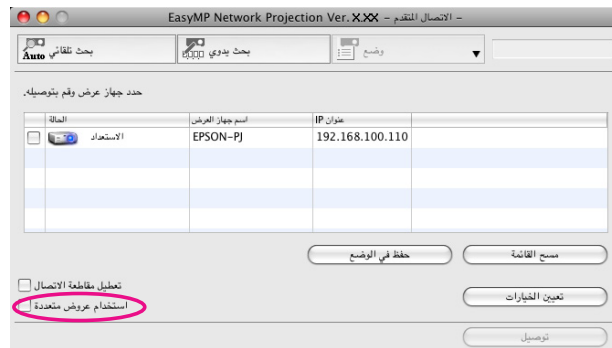 EasyMP Network Projection Ver. X.XX – الاتصال المتقدم –
Auto بحث تلقائي
بحث يدوي
وضع
حدد جهاز عرض وقم بتوصيله.
الحالة اسم جهاز العرض عنوان IP
الاستعداد EPSON-PJ 192.168.100.110
حفظ في الوضع مسح القائمة
تعطيل مقاطعة الاتصال
استخدام عروض متعددة تعيين الخيارات
توصيل